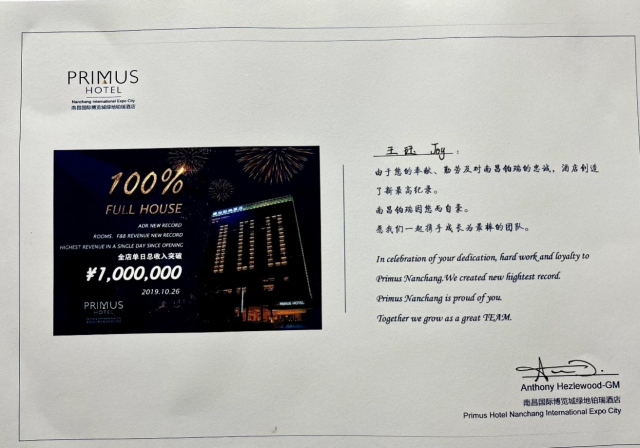 PRIMUS
HOTEL
Nanchang International Expo City
南昌国际博览城绿地铂瑞酒店
100%
FULL HOUSE
ADR NEW RECORD
ROOMS, F&B REVENUE NEW RECORD
HIGHEST REVENUE IN A SINGLE DAY SINCE OPENING
全店单日总收入突破
¥1,000,000
2019.10.26
PRIMUS
HOTEL
PRIMUS HOTEL
王 Joy :
由于您的奉献、勤劳及对南昌铂瑞的忠诚，酒店创造
了新最高纪录。
南昌铂瑞因您而自豪。
愿我们一起携手成长为最棒的团队。
In celebration of your dedication, hard work and loyalty to
Primus Nanchang.We created new hightest record.
Primus Nanchang is proud of you.
Together we grow as a great TEAM.
Anthony Hezlewood-GM
南昌国际博览城绿地铂瑞酒店
Primus Hotel Nanchang International Expo City